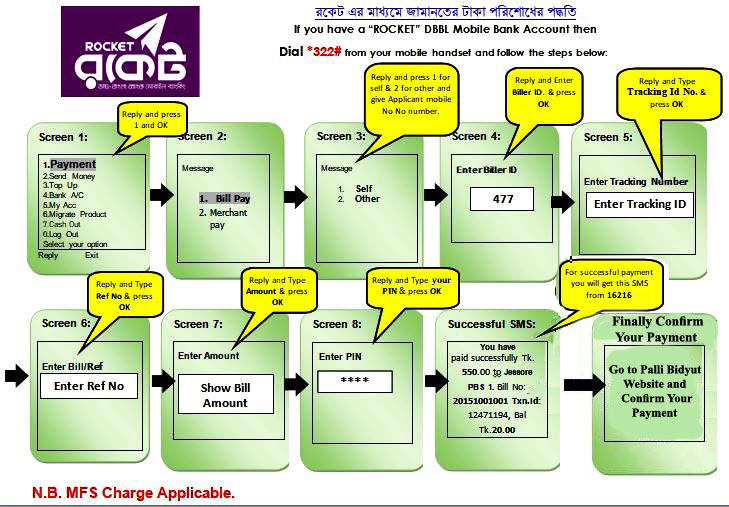 রকেট এর মাধ্যমে জামানতের টাকা পরিশোধের পদ্ধতি
If you have a “ROCKET” DBBL Mobile Bank Account then
Dial *322# from your mobile handset and follow the steps below:
ROCKET
রকেট
ডাচ্-বাংলা ব্যাংক মোবাইল ব্যাংকিং
Reply and press
1 and OK
Screen 1:
1.Payment
2.Send Money
3.Top Up
4.Bank A/C
5.My Acc
6.Migrate Product
7.Cash Out
0.Log Out
Select your option
Reply Exit
Screen 2:
Message
1. Bill Pay
2. Merchant
pay
Reply and press 1 for
self & 2 for other and
give Applicant mobile
No No number.
Screen 3:
Message
1. Self
2. Other
Reply and Enter
Biller ID. & press
OK
Screen 4:
Enter Biller ID
477
Reply and Type
Tracking Id No. &
press OK
Screen 5:
Enter Tracking Number
Enter Tracking ID
Reply and Type
Ref No & press
OK
Screen 6:
Enter Bill/Ref
Enter Ref No
Reply and Type
Amount & press
OK
Screen 7:
Enter Amount
Show Bill
Amount
Reply and Type your
PIN & press OK
Screen 8:
Enter PIN
****
For successful payment
you will get this SMS
from 16216
Successful SMS:
You have
paid successfully Tk.
550.00 to Jessore
PBS 1. Bill No:
20151001001 Txn.Id:
12471194, Bal
Tk.20.00
Finally Confirm
Your Payment
Go to Palli Bidyut
Website and
Confirm Your
Payment
N.B. MFS Charge Applicable.